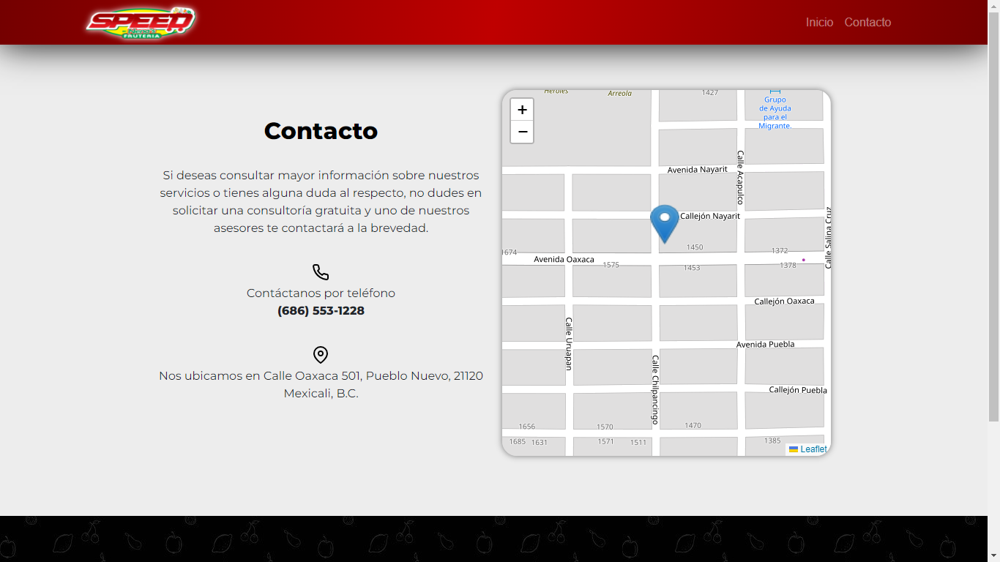 SPEED
FRUTERIA
Inicio Contacto
Contacto
Si deseas consultar mayor información sobre nuestros
servicios o tienes alguna duda al respecto, no dudes en
solicitar una consultoría gratuita y uno de nuestros
asesores te contactará a la brevedad.
Contáctanos por teléfono
(686) 553-1228
Nos ubicamos en Calle Oaxaca 501, Pueblo Nuevo, 21120
Mexicali, B.C.
+
−
Heroles
Arreola
1427
Grupo
de Ayuda
para el
Migrante.
Calle Acapulco
Avenida Nayarit
Callejón Nayarit
Calle Salina Cruz
1674
1450
1372
Avenida Oaxaca
1575
1453
1378
Callejón Oaxaca
Calle Uruapan
Avenida Puebla
Calle Chilpancingo
Callejón Puebla
1656
1570
1470
1685
1631
1571
1511
1385
Leaflet